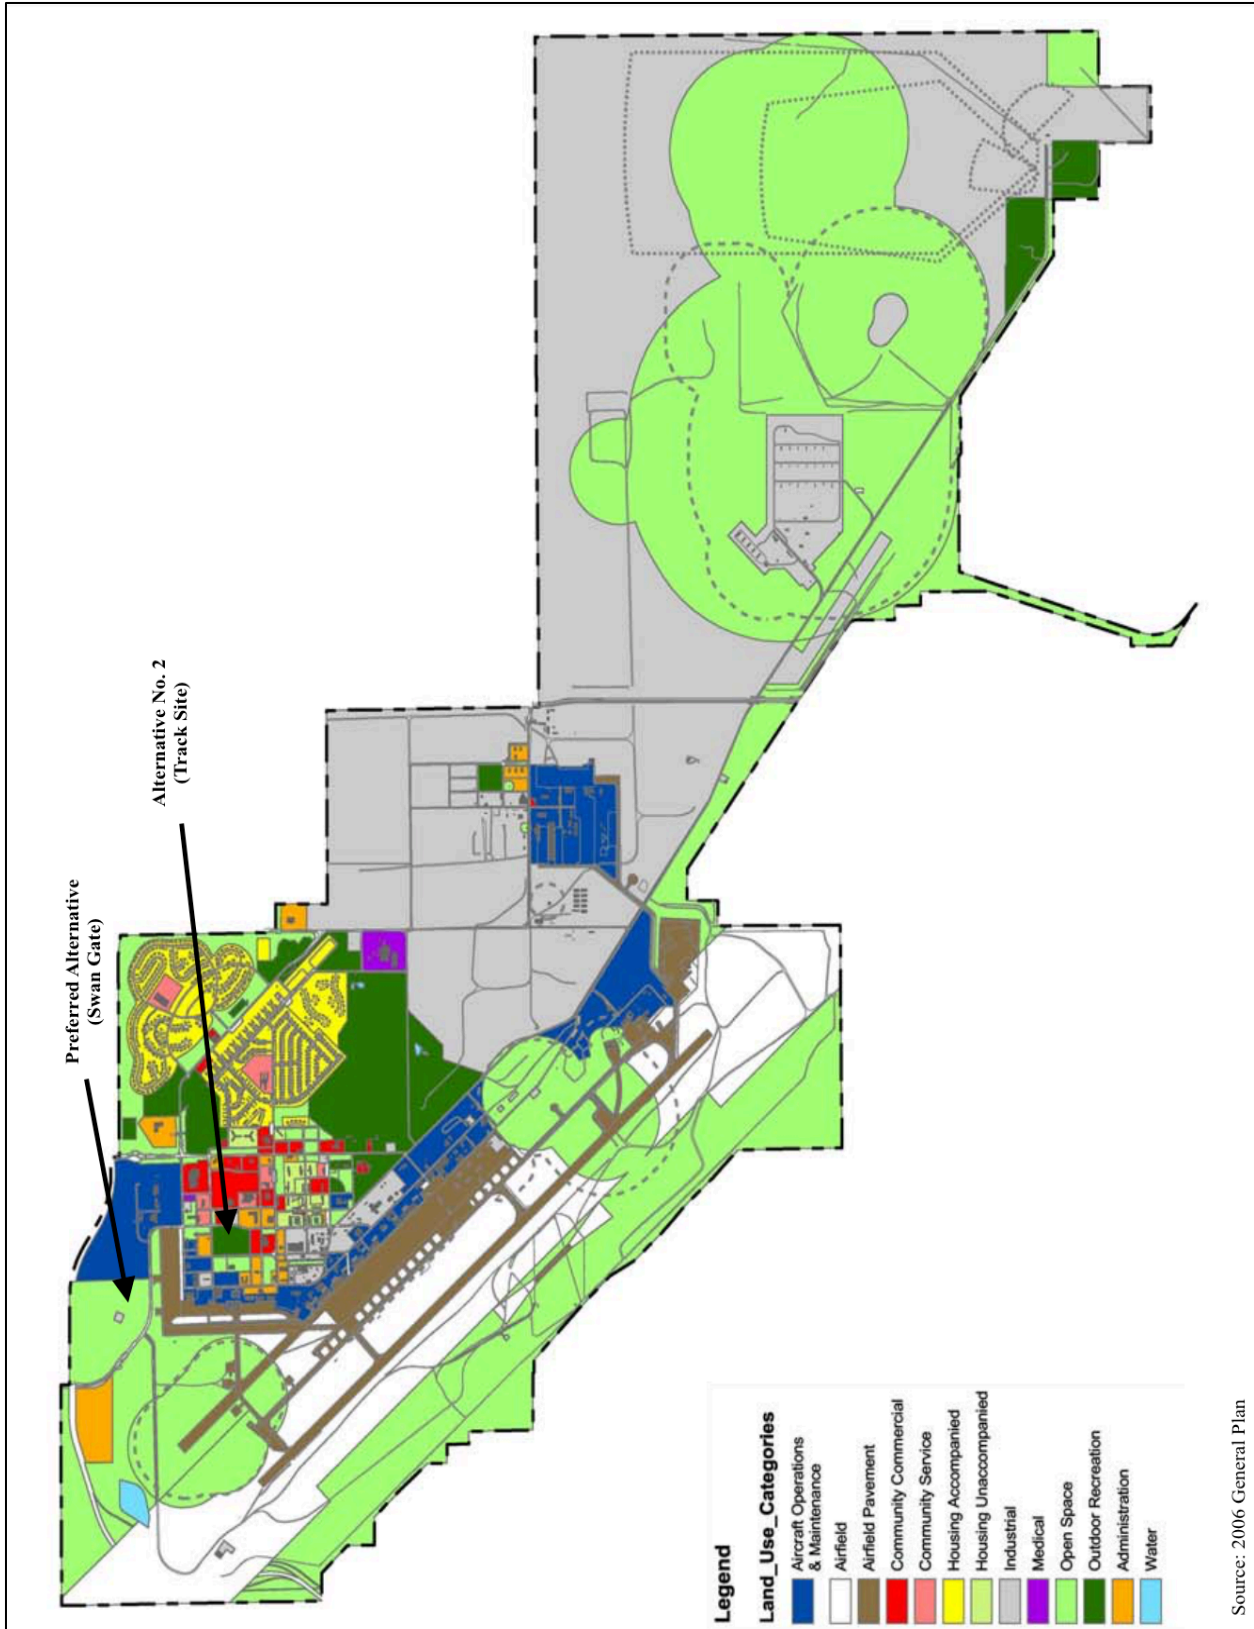 Preferred Alternative
(Swan Gate)
Alternative No. 2
(Track Site)
Legend
Land_Use_Categories
Aircraft Operations
& Maintenance
Airfield
Airfield Pavement
Community Commercial
Community Service
Housing Accompanied
Housing Unaccompanied
Industrial
Medical
Open Space
Outdoor Recreation
Administration
Water
Source: 2006 General Plan